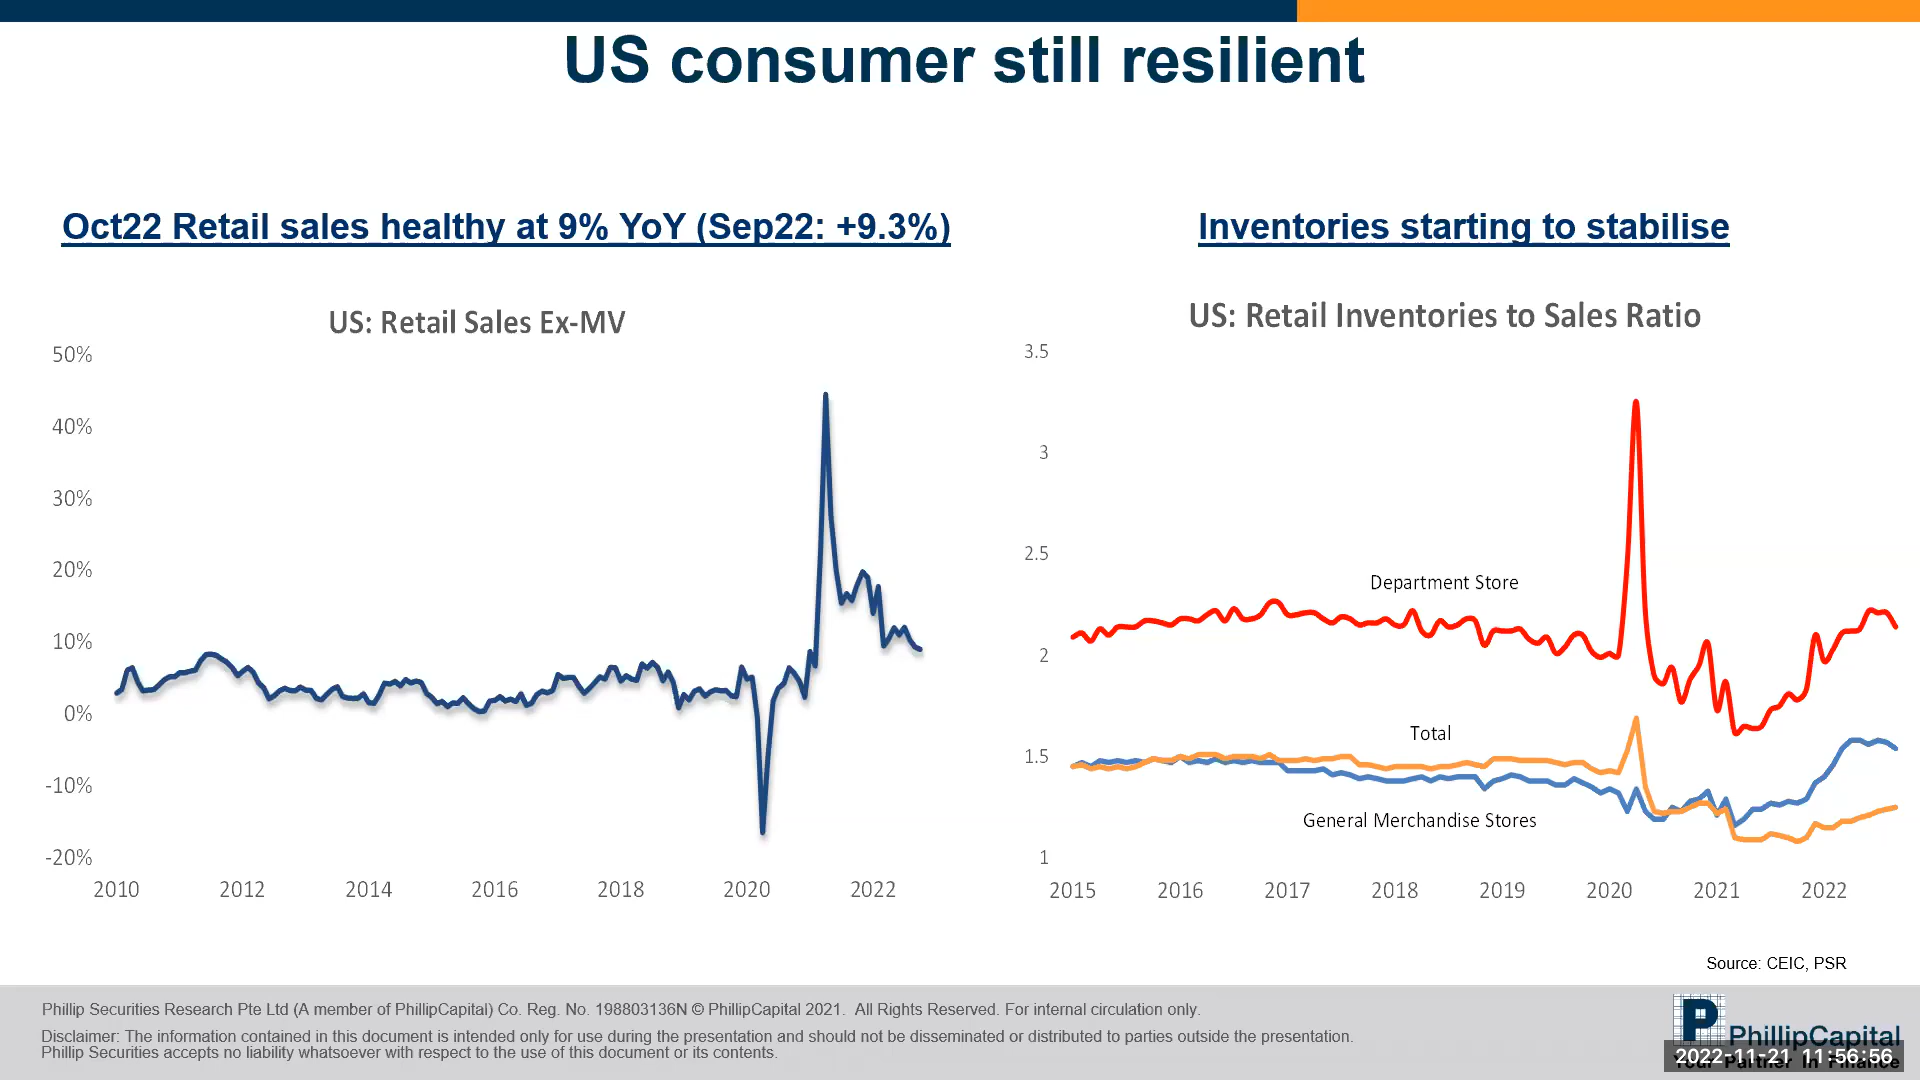 US consumer still resilient
Oct22 Retail sales healthy at 9% YoY (Sep22: +9.3%)
Inventories starting to stabilise
US: Retail Sales Ex-MV
50%
40%
30%
20%
10%
0%
-10%
-20%
2010 2012 2014 2016 2018 2020 2022
US: Retail Inventories to Sales Ratio
3.5
3
2.5
2
1.5
1
Department Store
Total
General Merchandise Stores
2015 2016 2017 2018 2019 2020 2021 2022
Source: CEIC, PSR
Phillip Securities Research Pte Ltd (A member of PhillipCapital) Co. Reg. No. 198803136N © PhillipCapital 2021. All Rights Reserved. For internal circulation only.
Disclaimer: The information contained in this document is intended only for use during the presentation and should not be disseminated or distributed to parties outside the presentation.
Phillip Securities accepts no liability whatsoever with respect to the use of this document or its contents.
P
PhillipCapital
Your Partner In Finance
2022-11-21 11:56:56